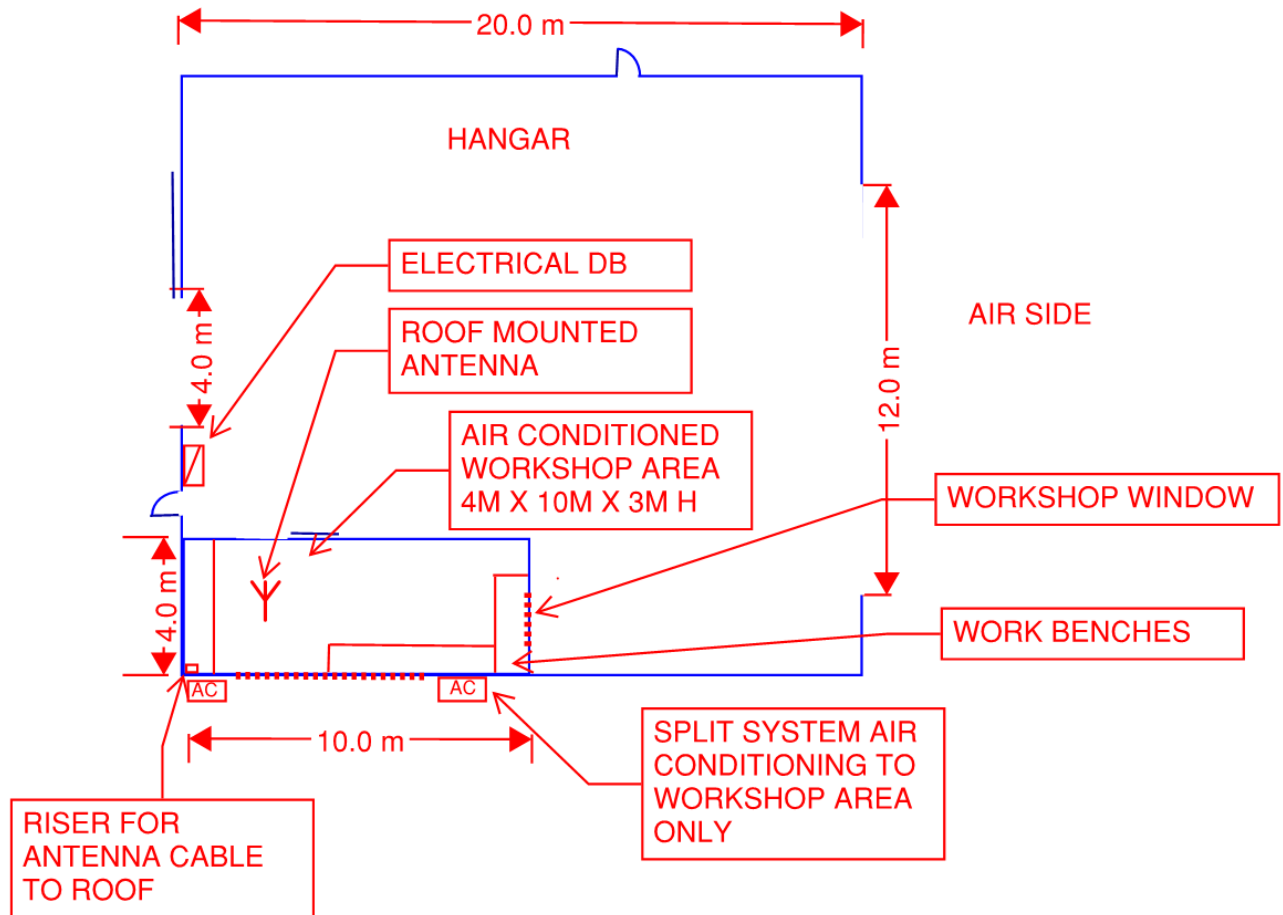 20.0 m
HANGAR
ELECTRICAL DB
ROOF MOUNTED
ANTENNA
AIR SIDE
4.0 m
12.0 m
AIR CONDITIONED
WORKSHOP AREA
4M X 10M X 3M H
WORKSHOP WINDOW
4.0 m
WORK BENCHES
AC
AC
10.0 m
SPLIT SYSTEM AIR
CONDITIONING TO
WORKSHOP AREA
ONLY
RISER FOR
ANTENNA CABLE
TO ROOF